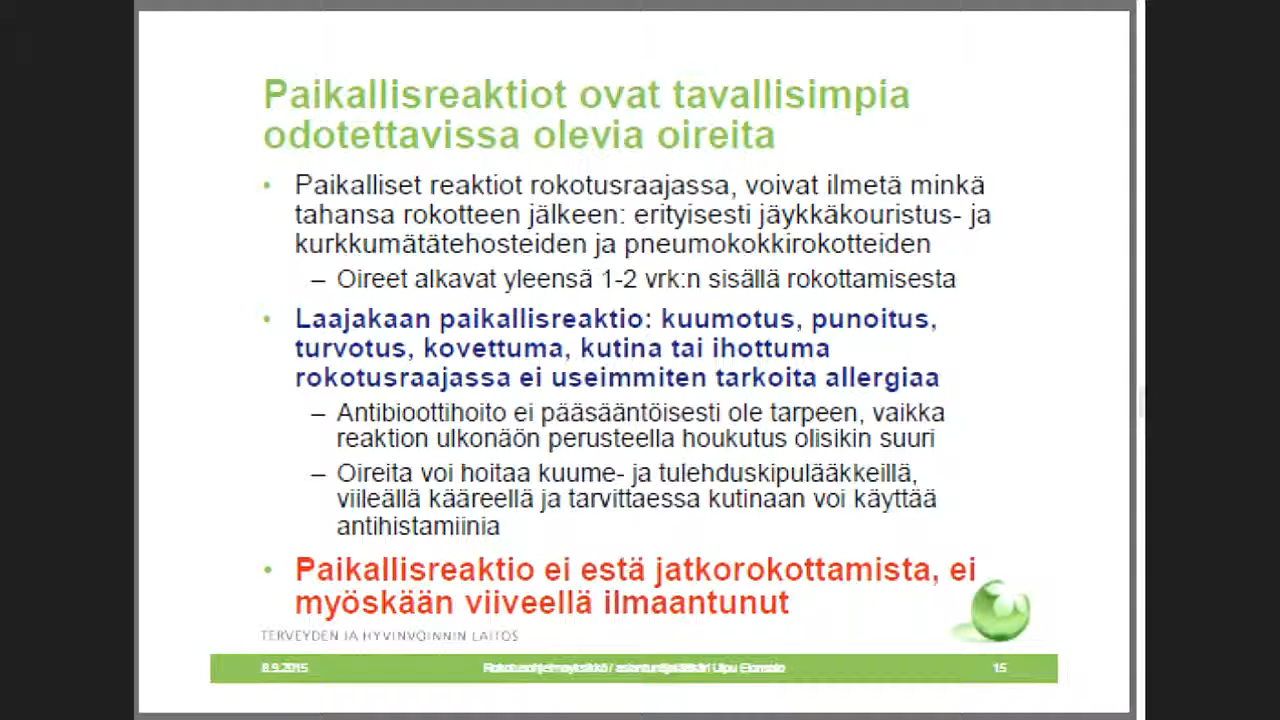 Paikallisreaktiot ovat tavallisimpia
odotettavissa olevia oireita
• Paikalliset reaktiot rokotusraajassa, voivat ilmetä minkä
tahansa rokotteen jälkeen: erityisesti jäykkäkouristus- ja
kurkkumätätehosteiden ja pneumokokkirokotteiden
– Oireet alkavat yleensä 1-2 vrk:n sisällä rokottamisesta
• Laajakaan paikallisreaktio: kuumotus, punoitus,
turvotus, kovettuma, kutina tai ihottuma
rokotusraajassa ei useimmiten tarkoita allergiaa
– Antibioottihoito ei pääsääntöisesti ole tarpeen, vaikka
reaktion ulkonäön perusteella houkutus olisikin suuri
– Oireita voi hoitaa kuume- ja tulehduskipulääkkeillä,
viileällä kääreellä ja tarvittaessa kutinaan voi käyttää
antihistamiinia
• Paikallisreaktio ei estä jatkorokottamista, ei
myöskään viiveellä ilmaantunut
TERVEYDEN JA HYVINVOINNIN LAITOS
8.9.2015
15